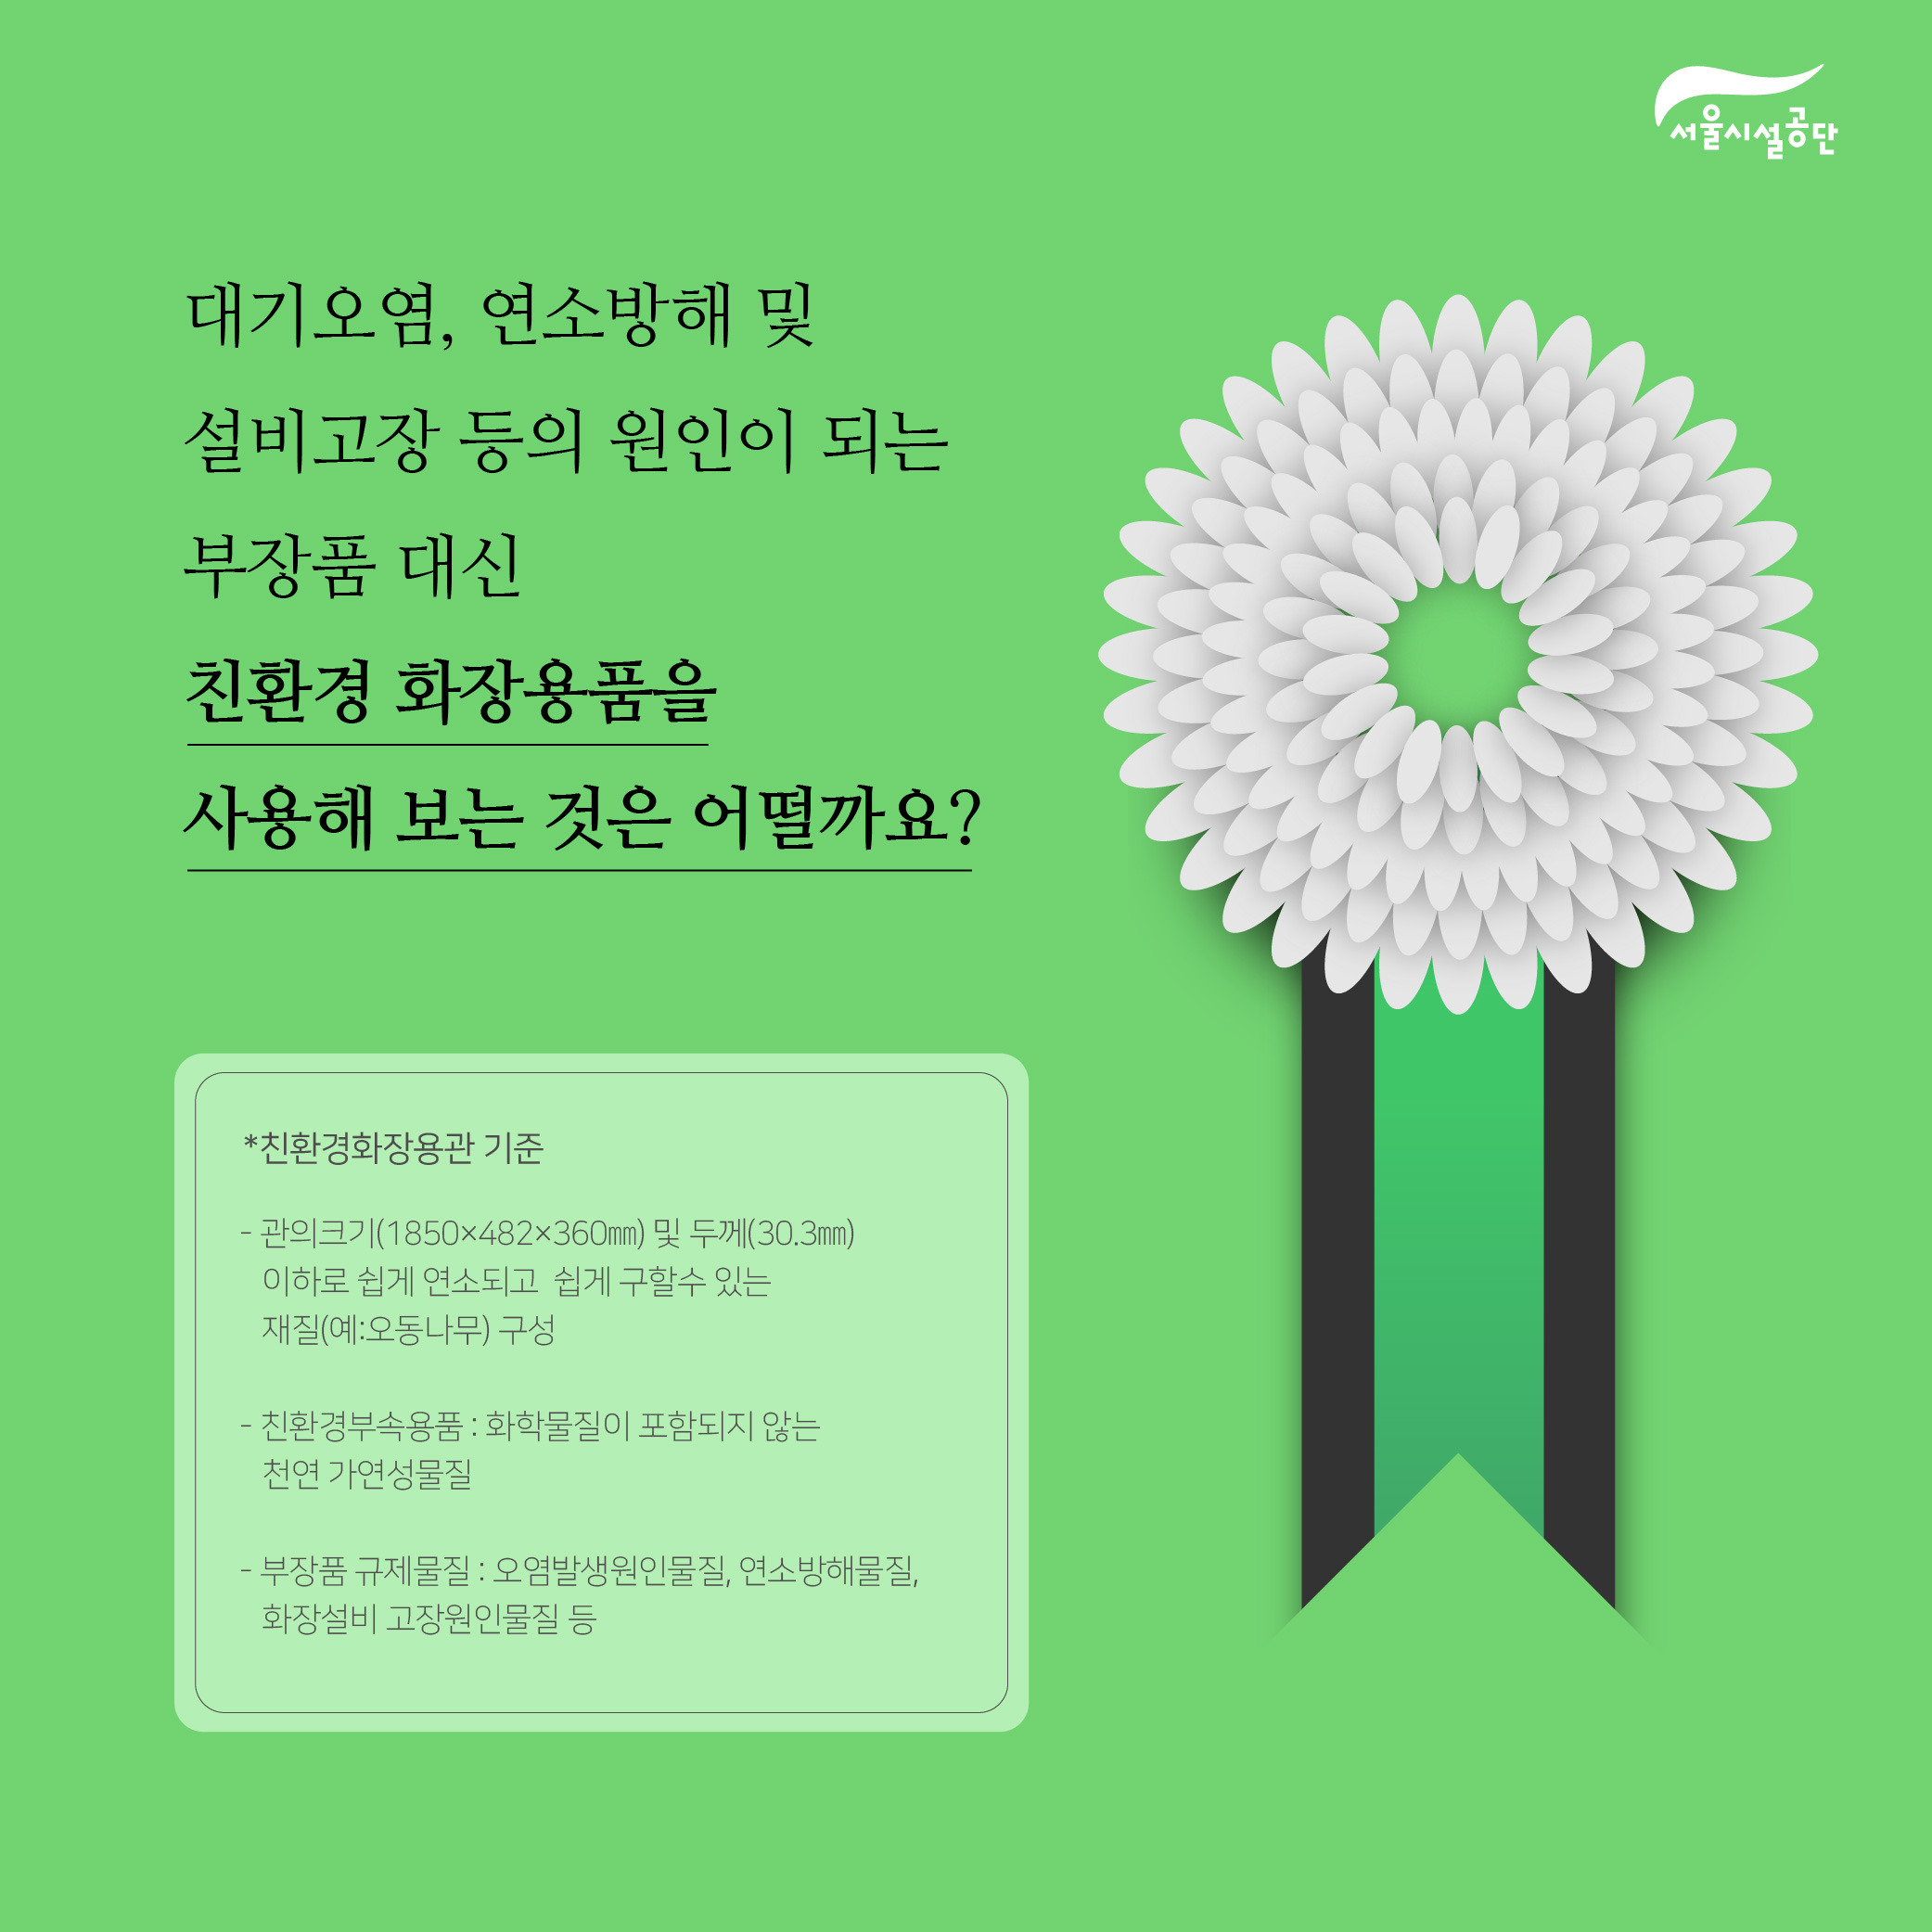 서울시설공단
대기오염, 연소방해 및
설비고장 등의 원인이 되는
부장품 대신
친환경 화장용품을
사용해 보는 것은 어떨까요?
*친환경화장용관 기준
- 관의크기(1850×482×360㎜) 및 두께(30.3㎜)
이하로 쉽게 연소되고 쉽게 구할수 있는
재질(예:오동나무) 구성
- 친환경부속용품 : 화학물질이 포함되지 않는
천연 가연성물질
- 부장품 규제물질 : 오염발생원인물질, 연소방해물질,
화장설비 고장원인물질 등